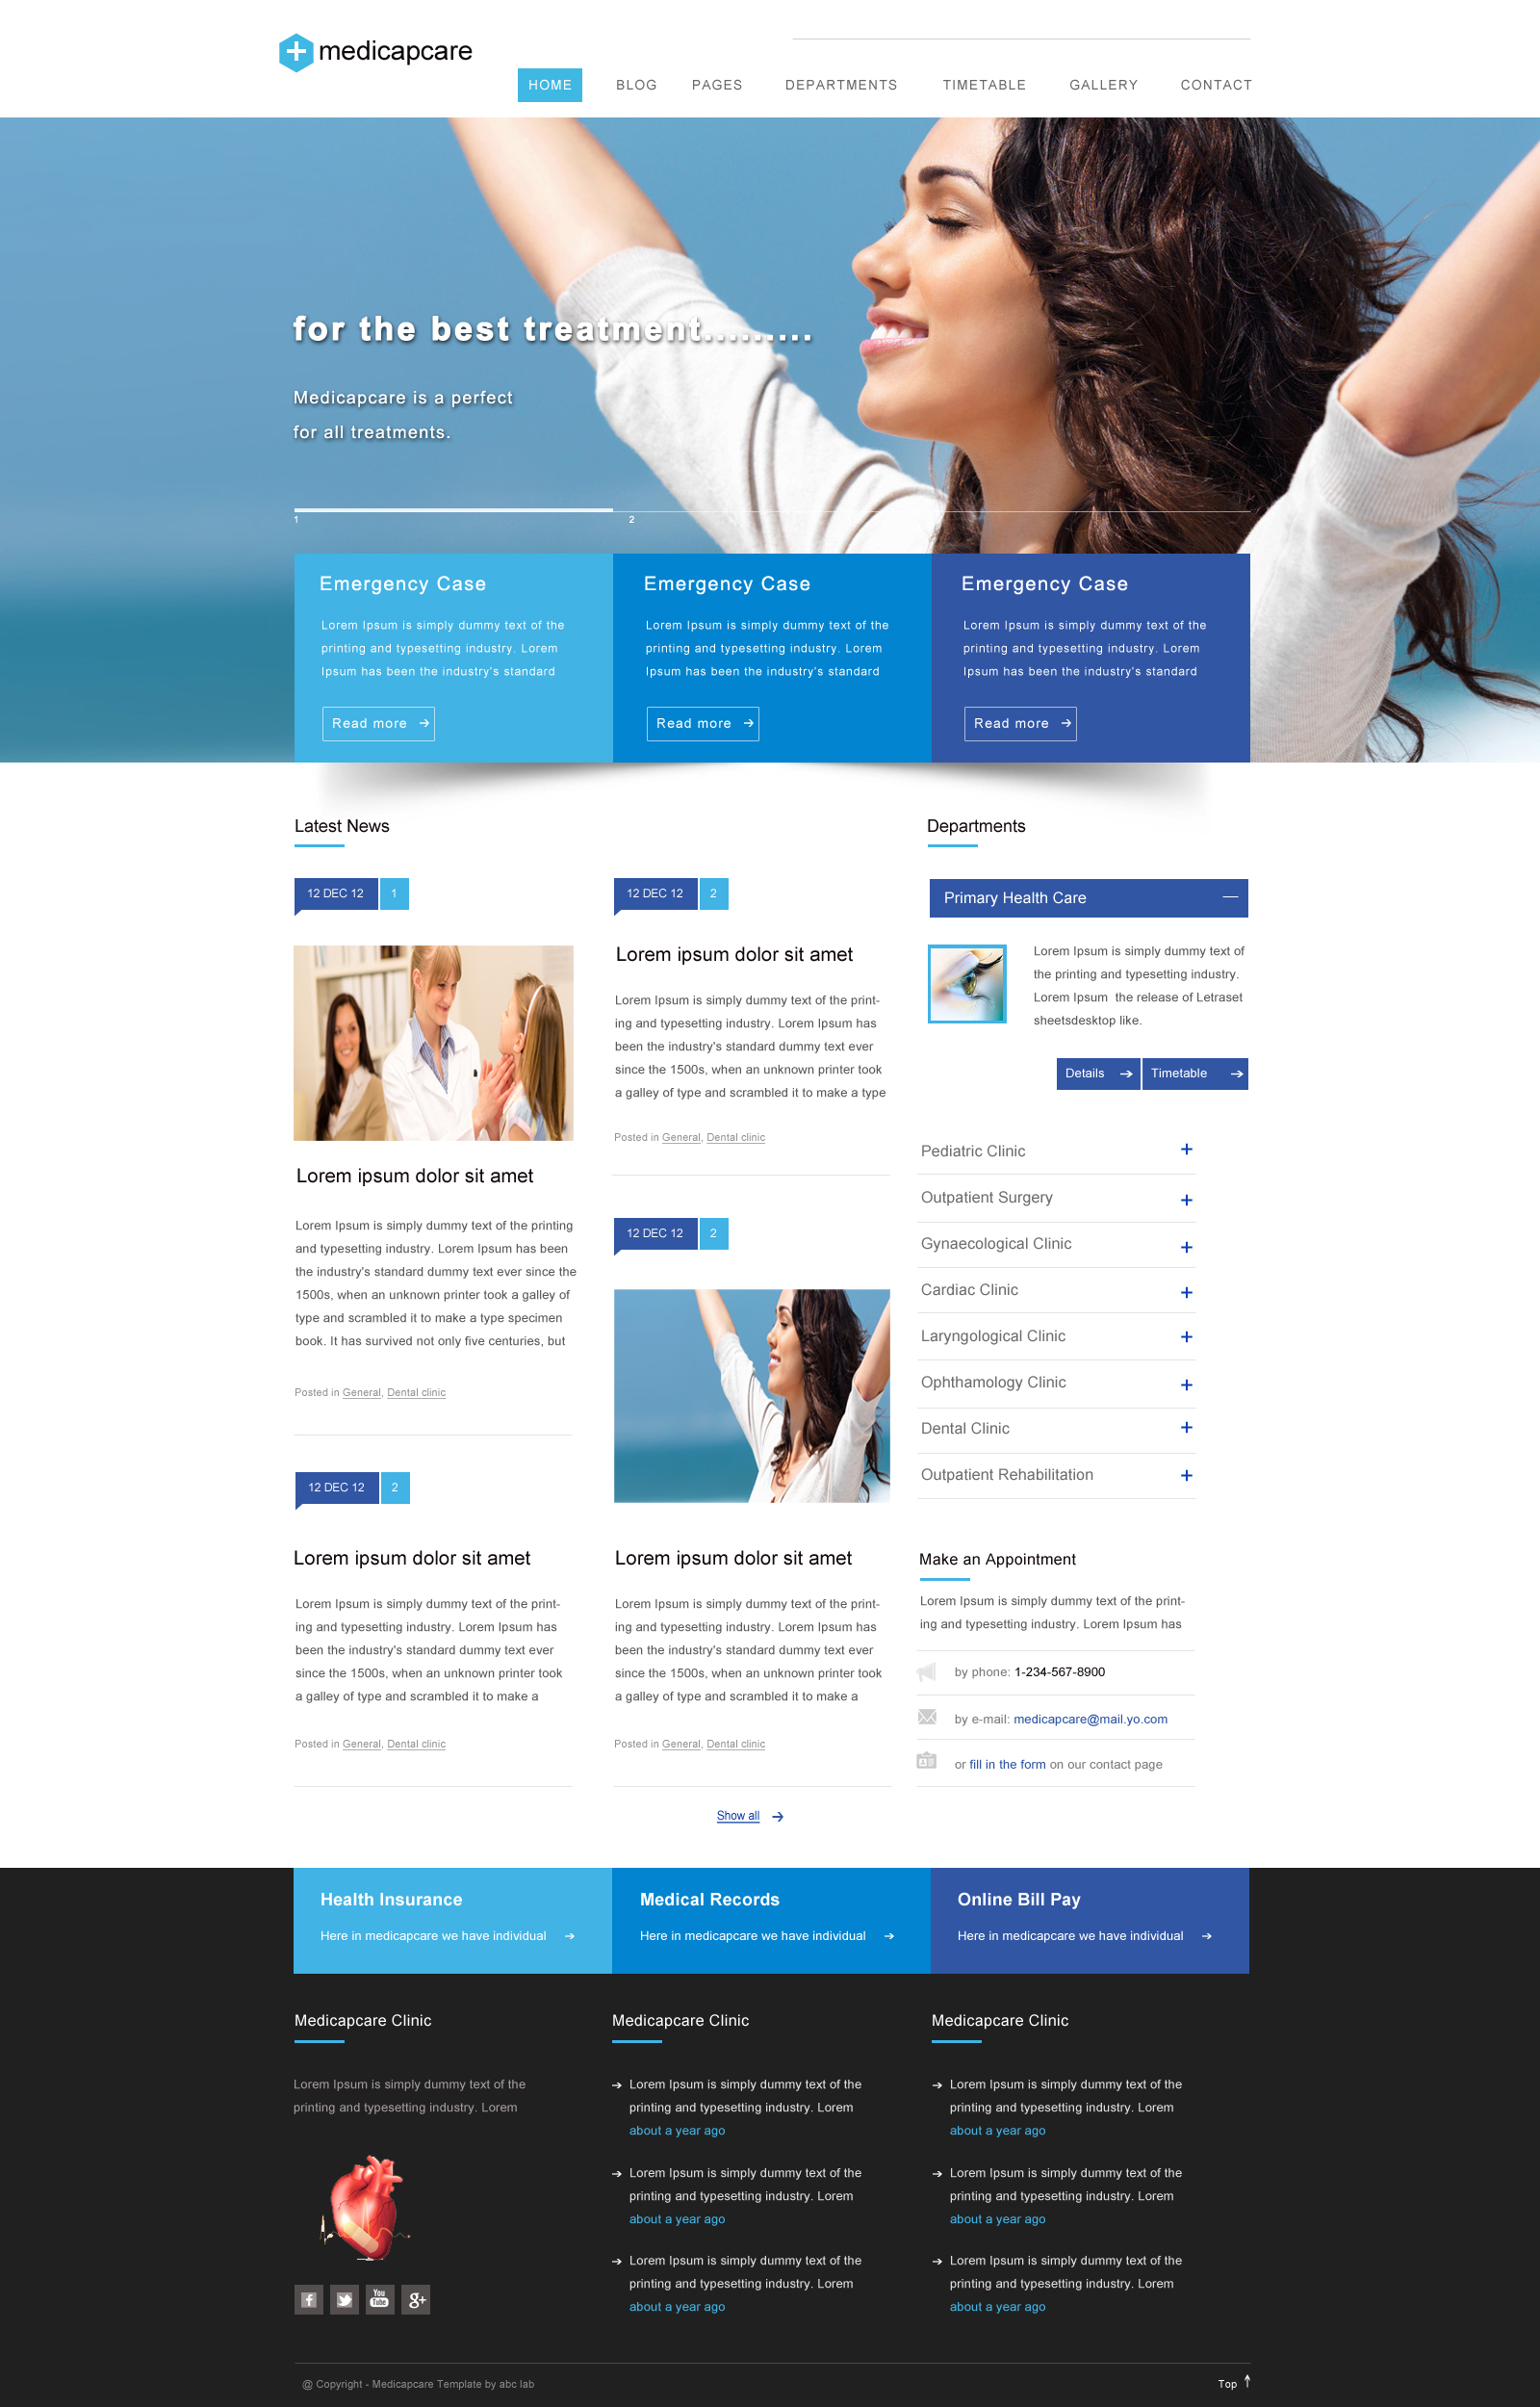 medicapcare
HOME BLOG PAGES DEPARTMENTS TIMETABLE GALLERY CONTACT
for the best treatment.........
Medicapcare is a perfect
for all treatments.
1 2
Emergency Case
Lorem Ipsum is simply dummy text of the
printing and typesetting industry. Lorem
Ipsum has been the industry's standard
Read more
Emergency Case
Lorem Ipsum is simply dummy text of the
printing and typesetting industry. Lorem
Ipsum has been the industry's standard
Read more
Emergency Case
Lorem Ipsum is simply dummy text of the
printing and typesetting industry. Lorem
Ipsum has been the industry's standard
Read more
Latest News
12 DEC 12 1
Lorem ipsum dolor sit amet
Lorem Ipsum is simply dummy text of the printing
and typesetting industry. Lorem Ipsum has been
the industry's standard dummy text ever since the
1500s, when an unknown printer took a galley of
type and scrambled it to make a type specimen
book. It has survived not only five centuries, but
Posted in General, Dental clinic
12 DEC 12 2
Lorem ipsum dolor sit amet
Lorem Ipsum is simply dummy text of the print-
ing and typesetting industry. Lorem Ipsum has
been the industry's standard dummy text ever
since the 1500s, when an unknown printer took
a galley of type and scrambled it to make a
Posted in General, Dental clinic
12 DEC 12 2
Lorem ipsum dolor sit amet
Lorem Ipsum is simply dummy text of the print-
ing and typesetting industry. Lorem Ipsum has
been the industry's standard dummy text ever
since the 1500s, when an unknown printer took
a galley of type and scrambled it to make a type
Posted in General, Dental clinic
12 DEC 12 2
Lorem ipsum dolor sit amet
Lorem Ipsum is simply dummy text of the print-
ing and typesetting industry. Lorem Ipsum has
been the industry's standard dummy text ever
since the 1500s, when an unknown printer took
a galley of type and scrambled it to make a
Posted in General, Dental clinic
Show all
Departments
Primary Health Care
Lorem Ipsum is simply dummy text of
the printing and typesetting industry.
Lorem Ipsum the release of Letraset
sheetsdesktop like.
Details Timetable
Pediatric Clinic
Outpatient Surgery
Gynaecological Clinic
Cardiac Clinic
Laryngological Clinic
Ophthamology Clinic
Dental Clinic
Outpatient Rehabilitation
Make an Appointment
Lorem Ipsum is simply dummy text of the print-
ing and typesetting industry. Lorem Ipsum has
by phone: 1-234-567-8900
by e-mail: medicapcare@mail.yo.com
or fill in the form on our contact page
Health Insurance
Here in medicapcare we have individual
Medical Records
Here in medicapcare we have individual
Online Bill Pay
Here in medicapcare we have individual
Medicapcare Clinic
Lorem Ipsum is simply dummy text of the
printing and typesetting industry. Lorem
f You Tube g+
Medicapcare Clinic
Lorem Ipsum is simply dummy text of the
printing and typesetting industry. Lorem
about a year ago
Lorem Ipsum is simply dummy text of the
printing and typesetting industry. Lorem
about a year ago
Lorem Ipsum is simply dummy text of the
printing and typesetting industry. Lorem
about a year ago
Medicapcare Clinic
Lorem Ipsum is simply dummy text of the
printing and typesetting industry. Lorem
about a year ago
Lorem Ipsum is simply dummy text of the
printing and typesetting industry. Lorem
about a year ago
Lorem Ipsum is simply dummy text of the
printing and typesetting industry. Lorem
about a year ago
@ Copyright - Medicapcare Template by abc lab
Top